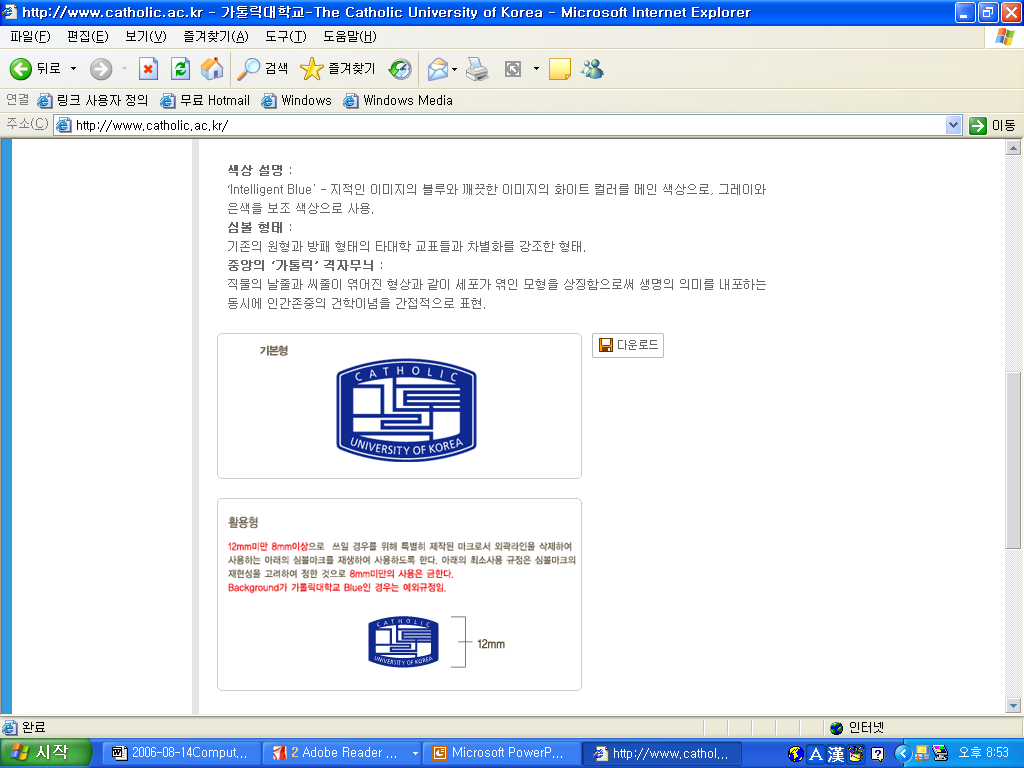 http://www.catholic.ac.kr - 가톨릭대학교-The Catholic University of Korea - Microsoft Internet Explorer
파일(F) 편집(E) 보기(V) 즐겨찾기(A) 도구(T) 도움말(H)
뒤로 검색 즐겨찾기
연결 링크 사용자 정의 무료 Hotmail Windows Windows Media
주소(C) http://www.catholic.ac.kr/ 이동
색상 설명 :
‘Intelligent Blue’ - 지적인 이미지의 블루와 깨끗한 이미지의 화이트 컬러를 메인 색상으로, 그레이와
은색을 보조 색상으로 사용.
심볼 형태 :
기존의 원형과 방패 형태의 타대학 교표들과 차별화를 강조한 형태.
중앙의 ‘가톨릭’ 격자무늬 :
직물의 날줄과 씨줄이 엮어진 형상과 같이 세포가 엮인 모형을 상징함으로써 생명의 의미를 내포하는
동시에 인간존중의 건학이념을 간접적으로 표현.
기본형
다운로드
CATHOLIC
UNIVERSITY OF KOREA
활용형
12mm미만 8mm이상으로 쓰일 경우를 위해 특별히 제작된 마크로서 외곽라인을 삭제하여
사용하는 아래의 심볼마크를 재생하여 사용하도록 한다. 아래의 최소사용 규정은 심볼마크의
재현성을 고려하여 정한 것으로 8mm미만의 사용은 금한다.
Background가 가톨릭대학교 Blue인 경우는 예외규정임.
CATHOLIC
UNIVERSITY OF KOREA
12mm
완료 인터넷
시작 2006-08-14Comput... 2 Adobe Reader ... Microsoft PowerP... http://www.cathol... A 漢 오후 8:53